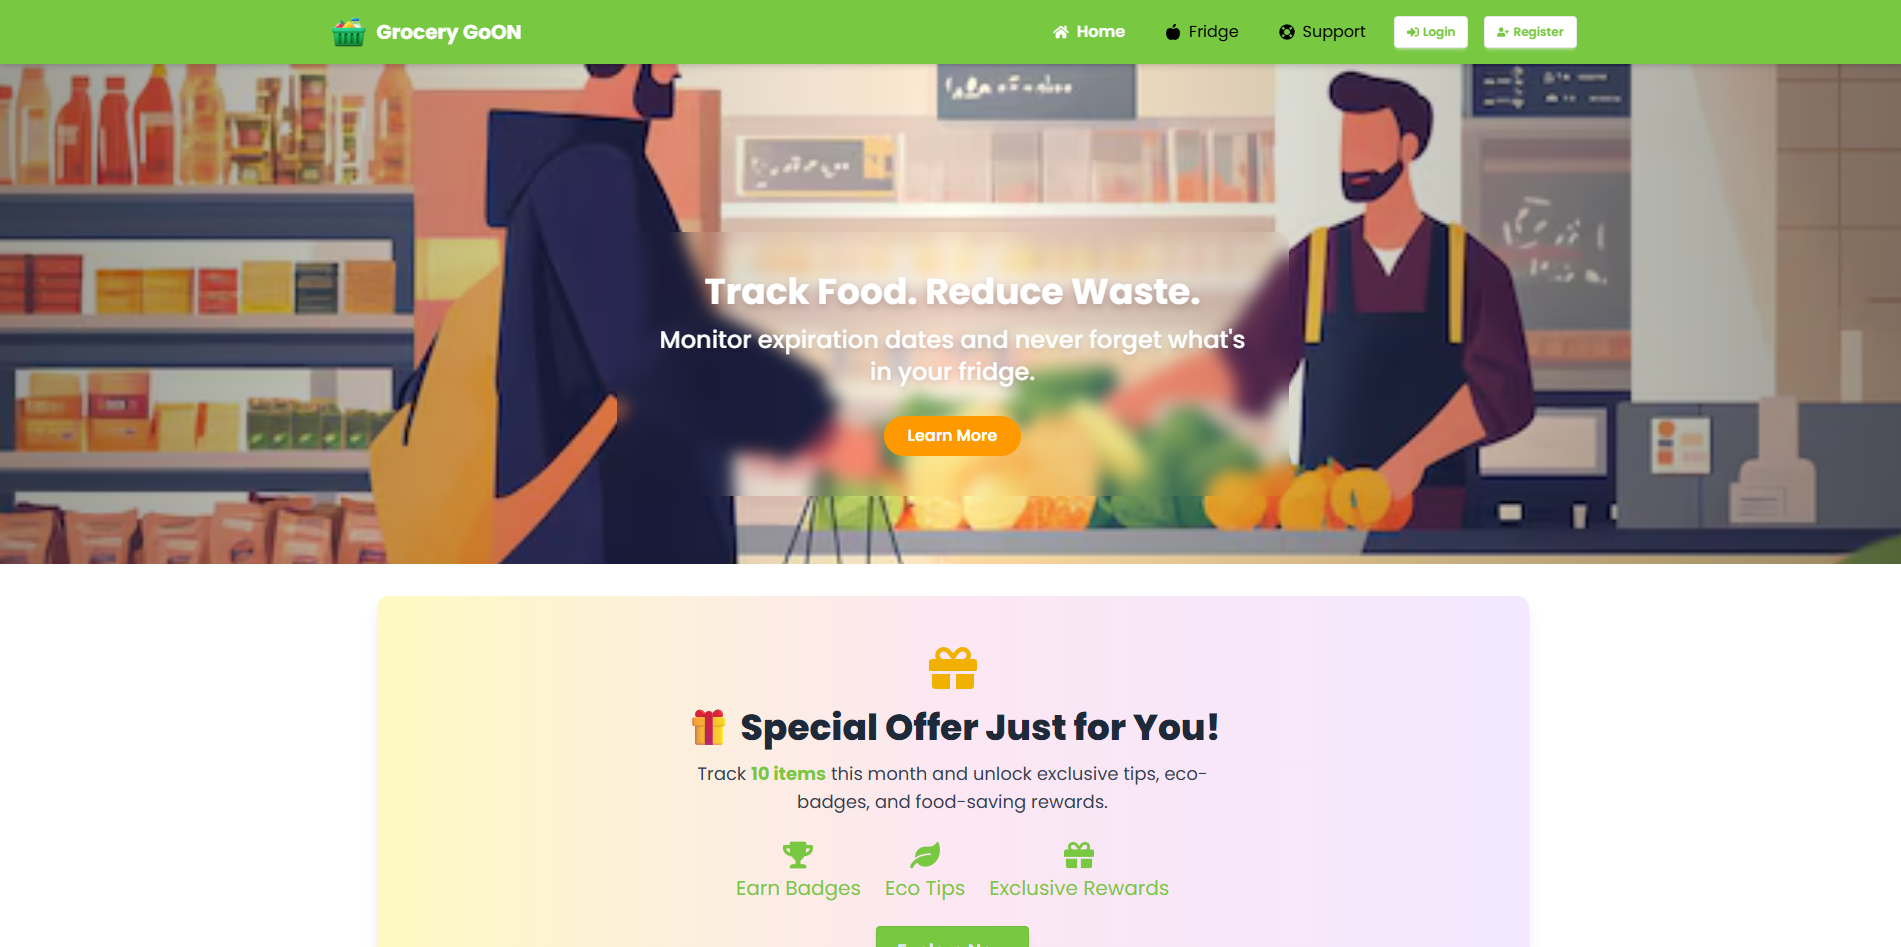 Grocery GoON
Home
Fridge
Support
Login
Register
Track Food. Reduce Waste.
Monitor expiration dates and never forget what's
in your fridge.
Learn More
Special Offer Just for You!
Track 10 items this month and unlock exclusive tips, eco-
badges, and food-saving rewards.
Earn Badges
Eco Tips
Exclusive Rewards